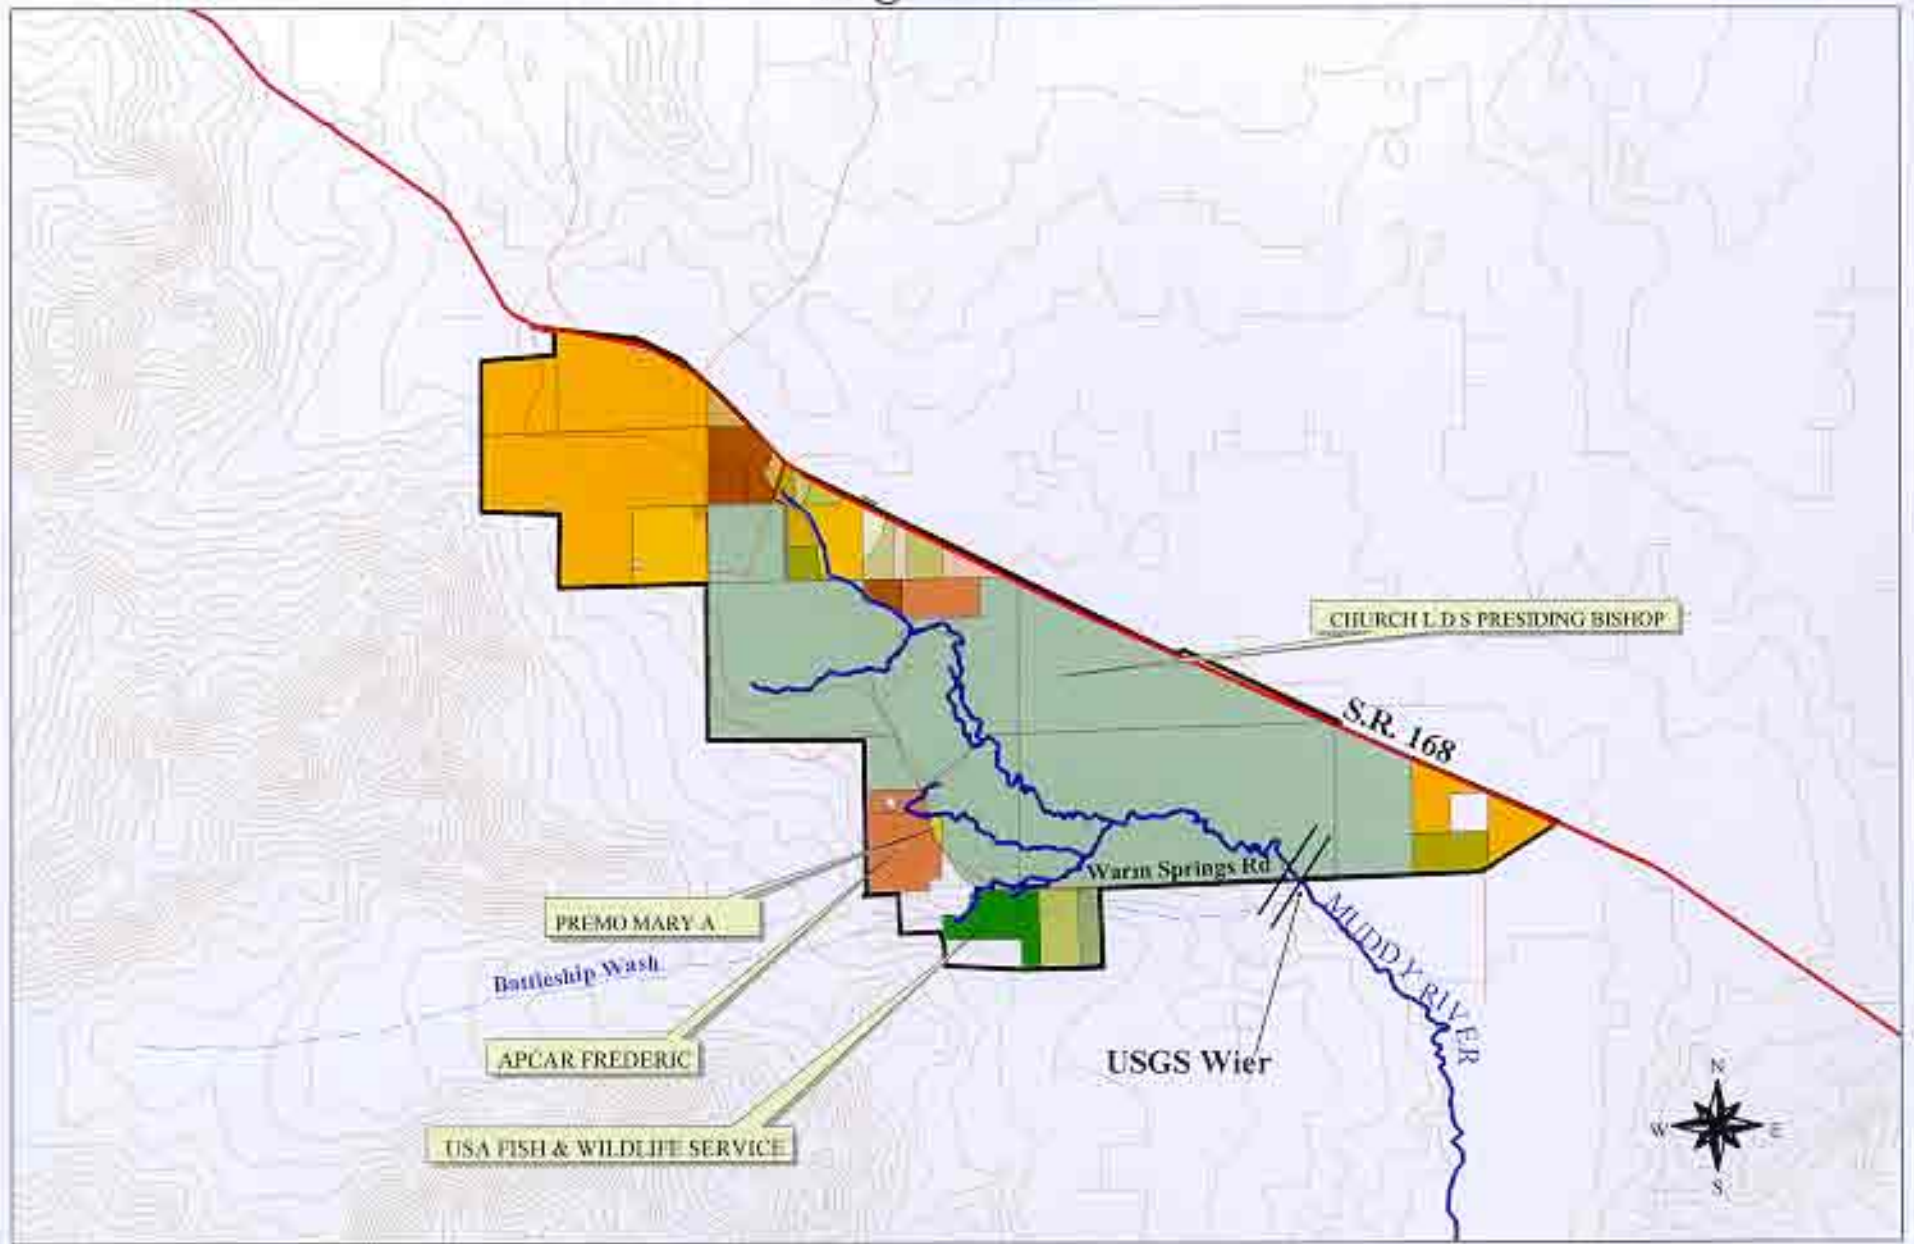 CHURCH L D S PRESIDING BISHOP
S.R. 168
Warm Springs Rd
PREMO MARY A
MUDDY RIVER
Battleship Wash
APCAR FREDERIC
USGS Wier
USA FISH & WILDLIFE SERVICE
N
W
E
S